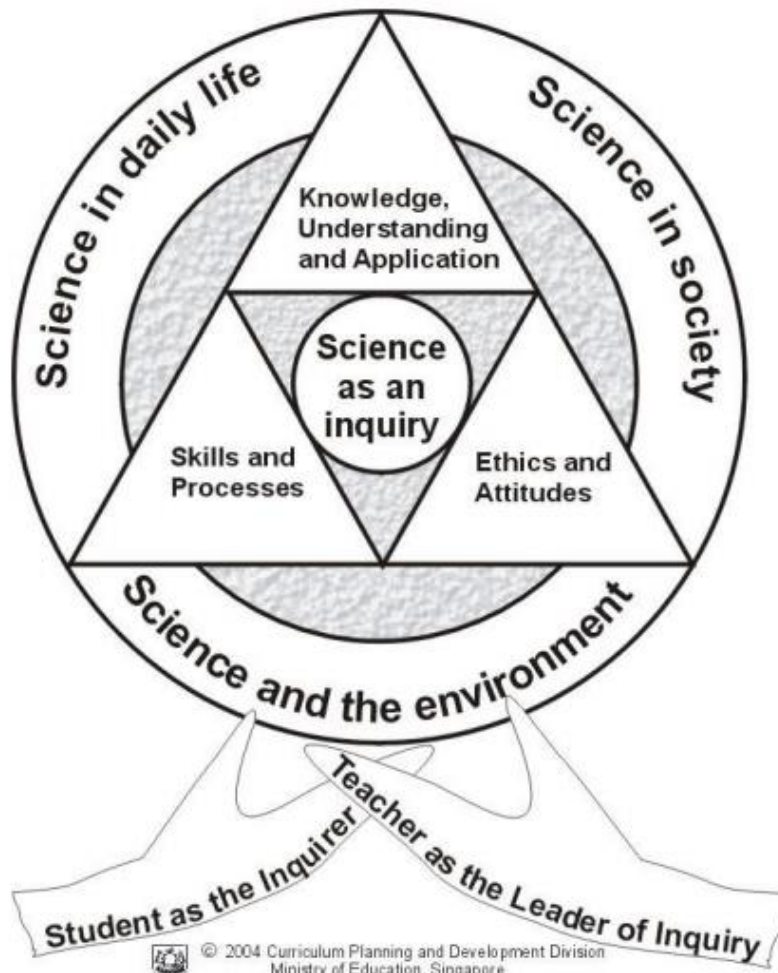 Science in daily life
Science in society
Knowledge,
Understanding
and Application
Science
as an
inquiry
Skills and
Processes
Ethics and
Attitudes
Science and the environment
Student as the Inquirer
Teacher as the Leader of Inquiry
© 2004 Curriculum Planning and Development Division
Ministry of Education, Singapore